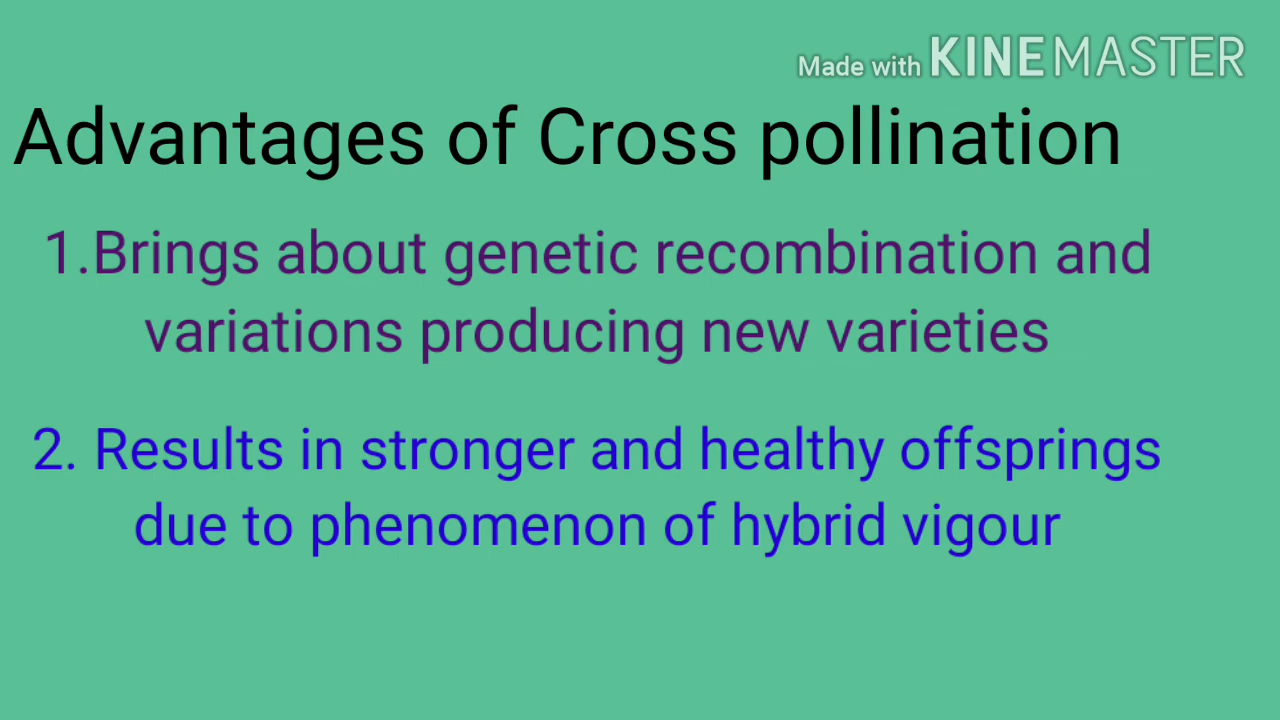 Made with KINEMASTER
Advantages of Cross pollination
1.Brings about genetic recombination and
variations producing new varieties
2. Results in stronger and healthy offsprings
due to phenomenon of hybrid vigour